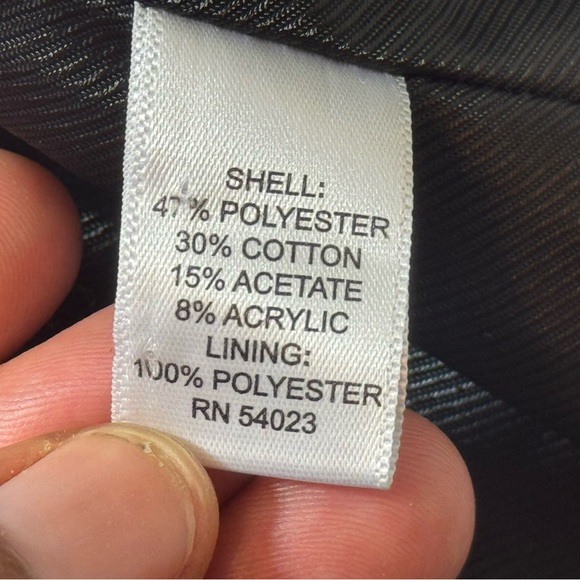 SHELL:
47% POLYESTER
30% COTTON
15% ACETATE
8% ACRYLIC
LINING:
100% POLYESTER
RN 54023